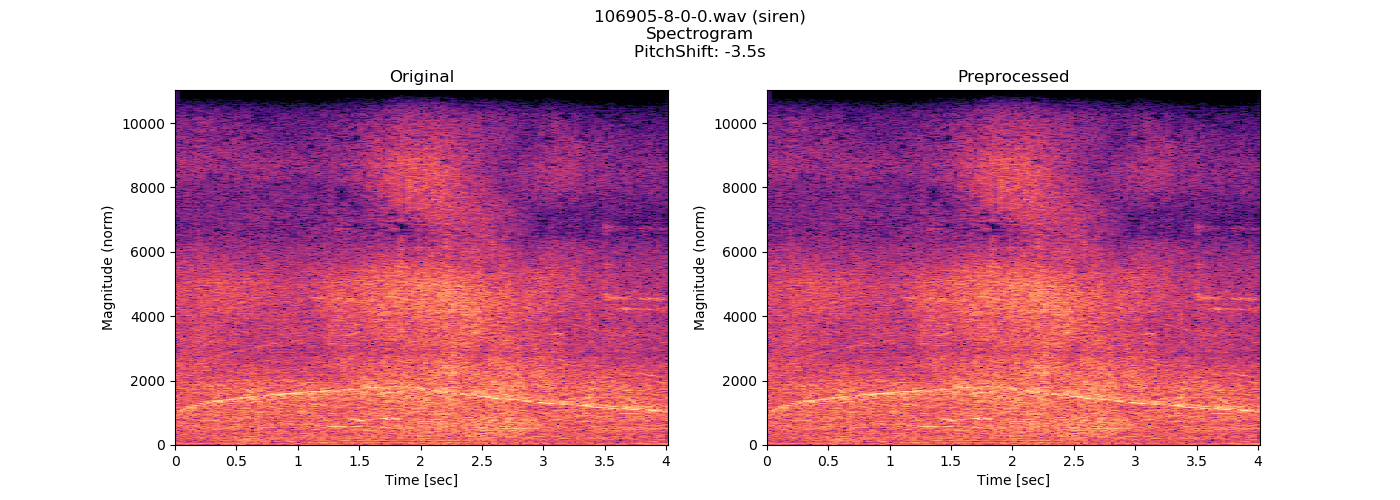 106905-8-0-0.wav (siren)
Spectrogram
PitchShift: -3.5s
Original
Magnitude (norm)
10000
8000
6000
4000
2000
0
0 0.5 1 1.5 2 2.5 3 3.5 4
Time [sec]
Preprocessed
Magnitude (norm)
10000
8000
6000
4000
2000
0
0 0.5 1 1.5 2 2.5 3 3.5 4
Time [sec]